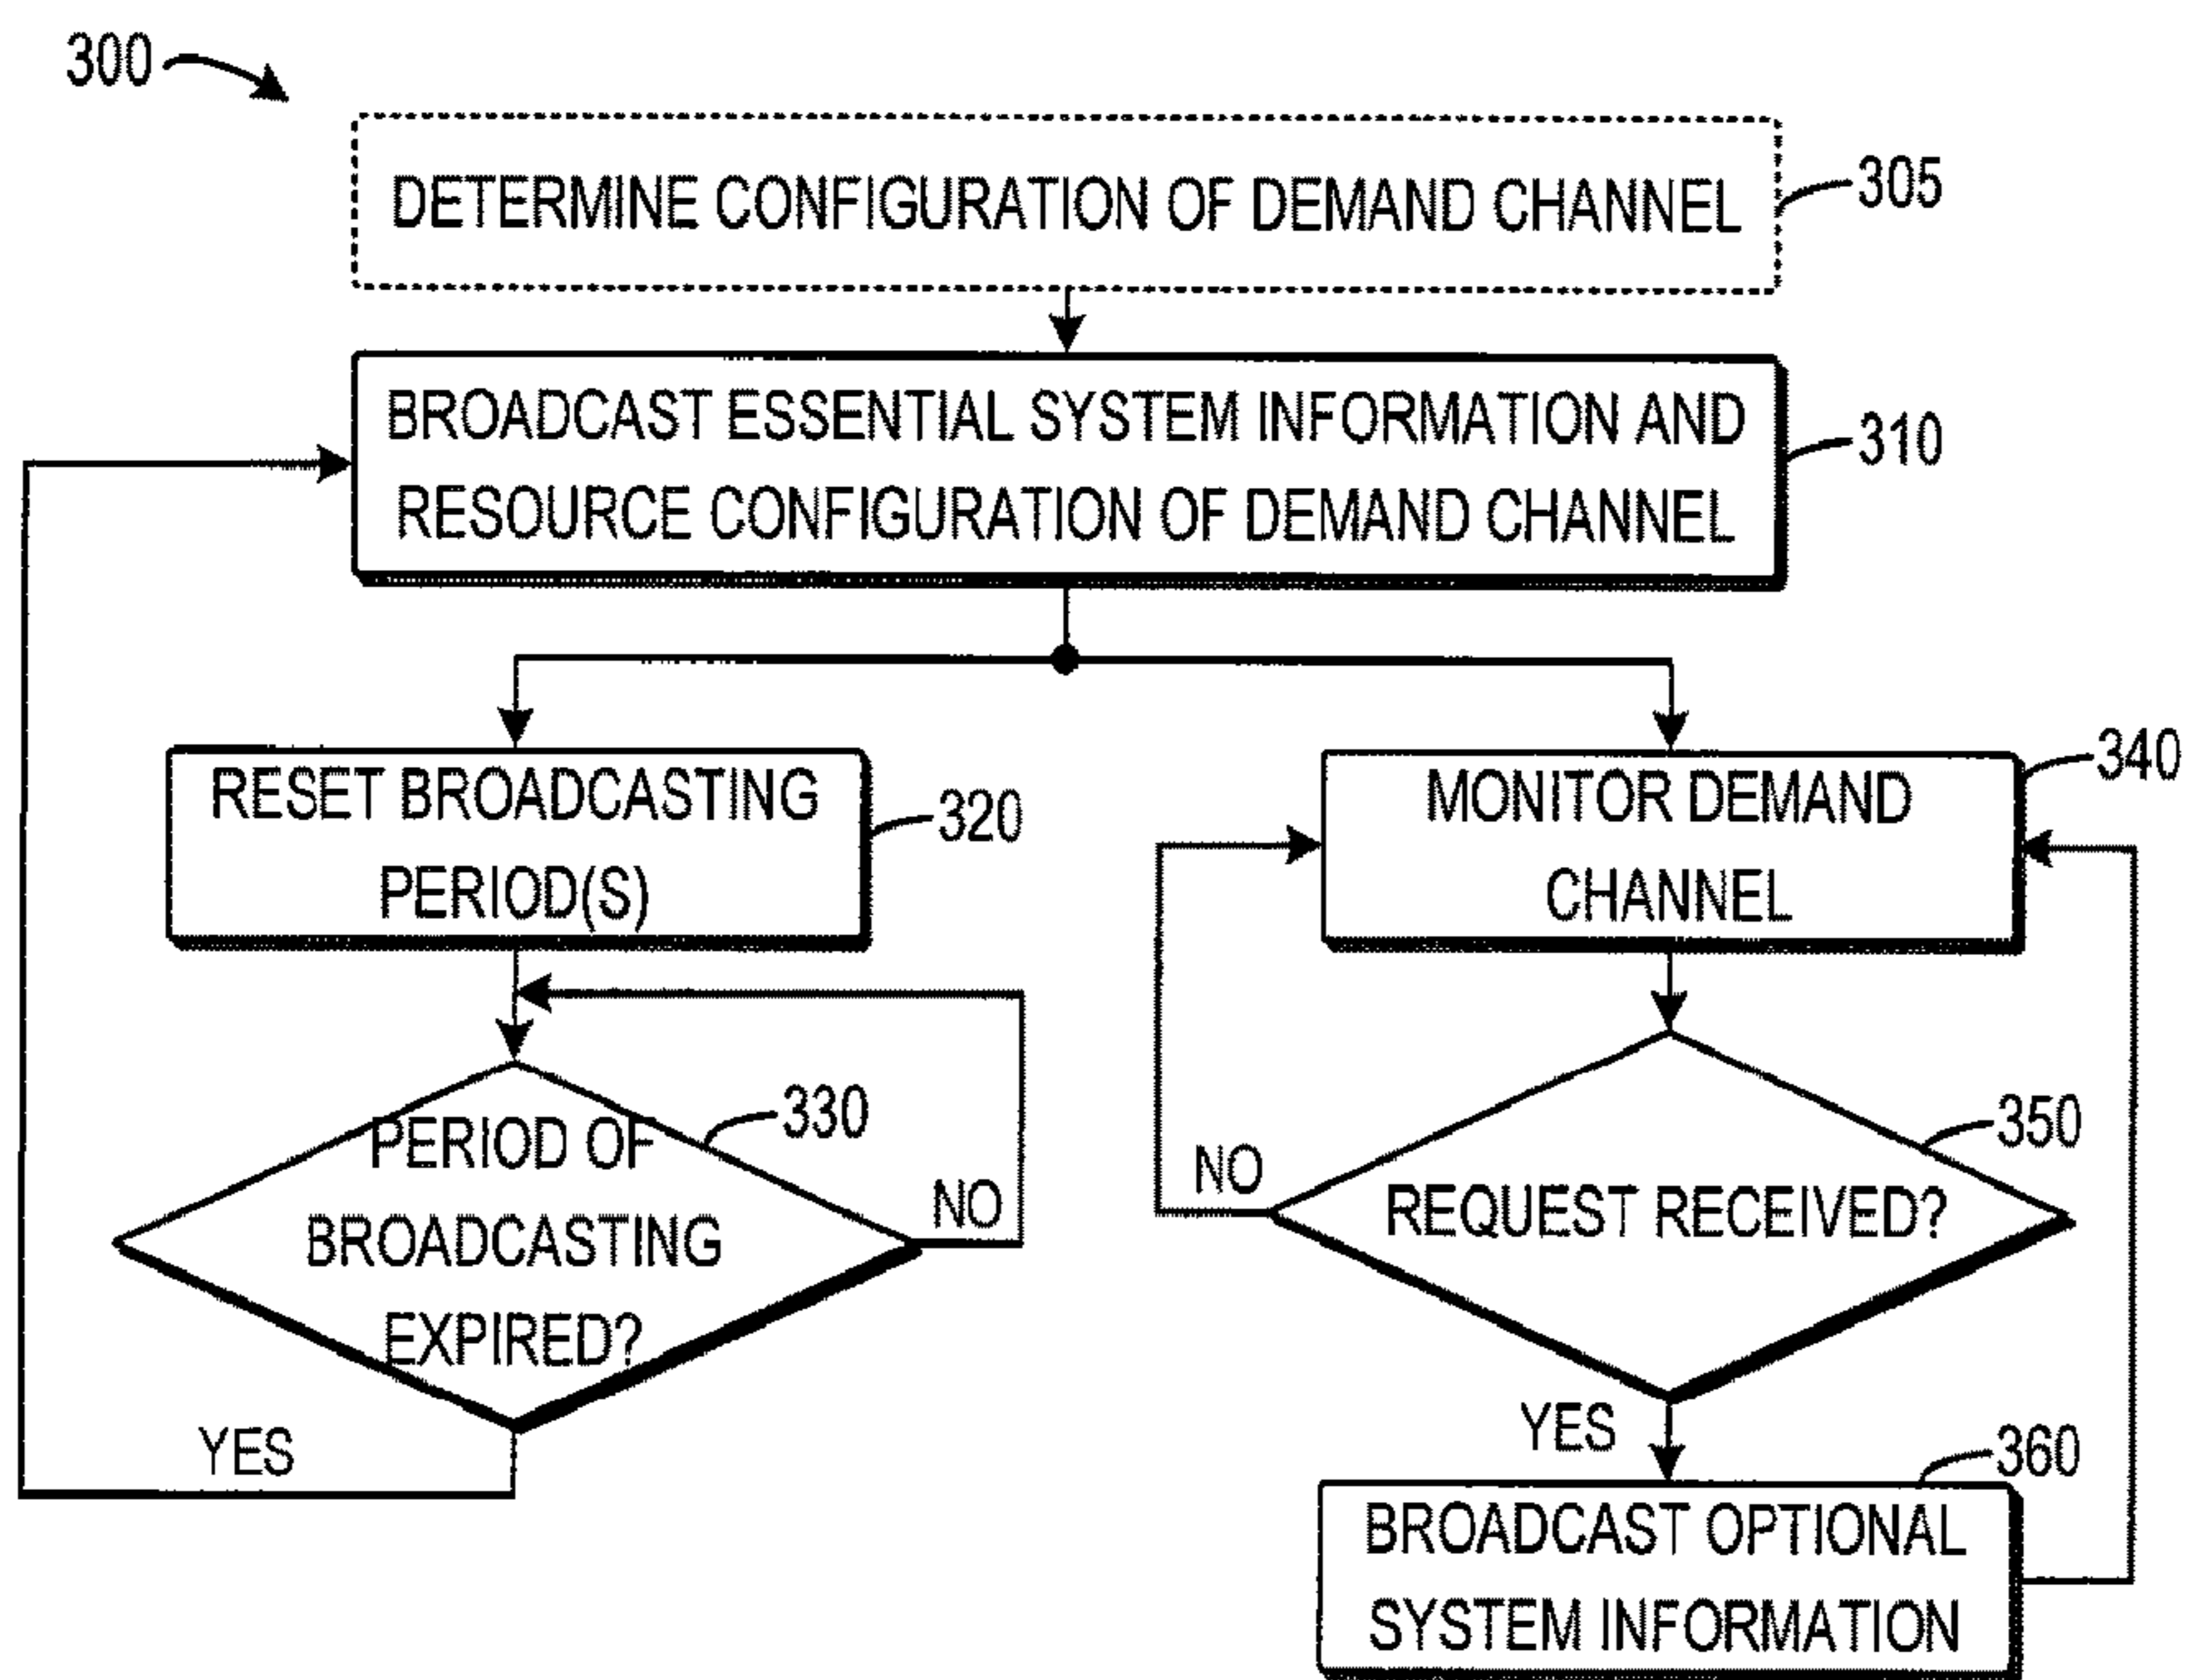 300
DETERMINE CONFIGURATION OF DEMAND CHANNEL
305
BROADCAST ESSENTIAL SYSTEM INFORMATION AND
RESOURCE CONFIGURATION OF DEMAND CHANNEL
310
RESET BROADCASTING
PERIOD(S)
320
MONITOR DEMAND
CHANNEL
340
PERIOD OF
BROADCASTING
EXPIRED?
330
NO
YES
REQUEST RECEIVED?
350
NO
YES
BROADCAST OPTIONAL
SYSTEM INFORMATION
360